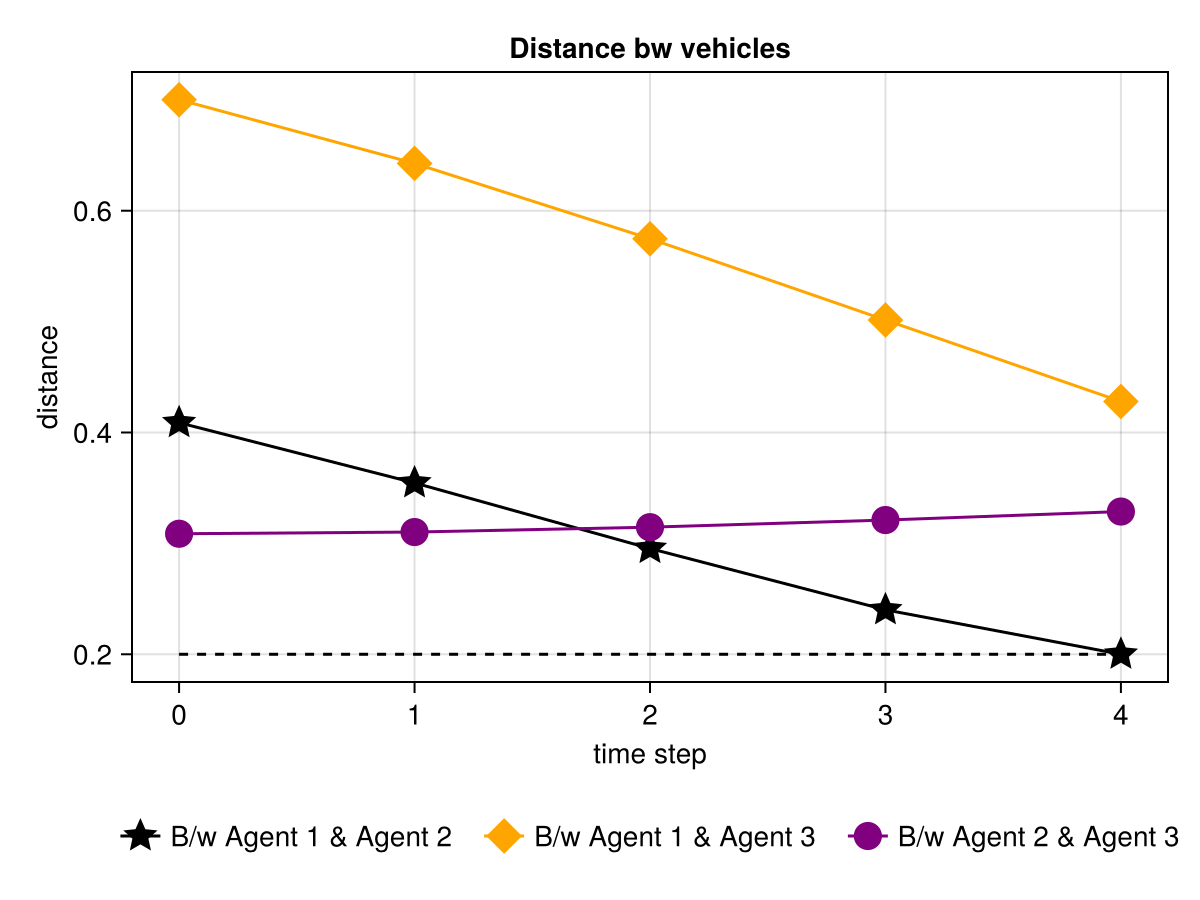 Distance bw vehicles
distance
0.6
0.4
0.2
0 1 2 3 4
time step
B/w Agent 1 & Agent 2 B/w Agent 1 & Agent 3 B/w Agent 2 & Agent 3